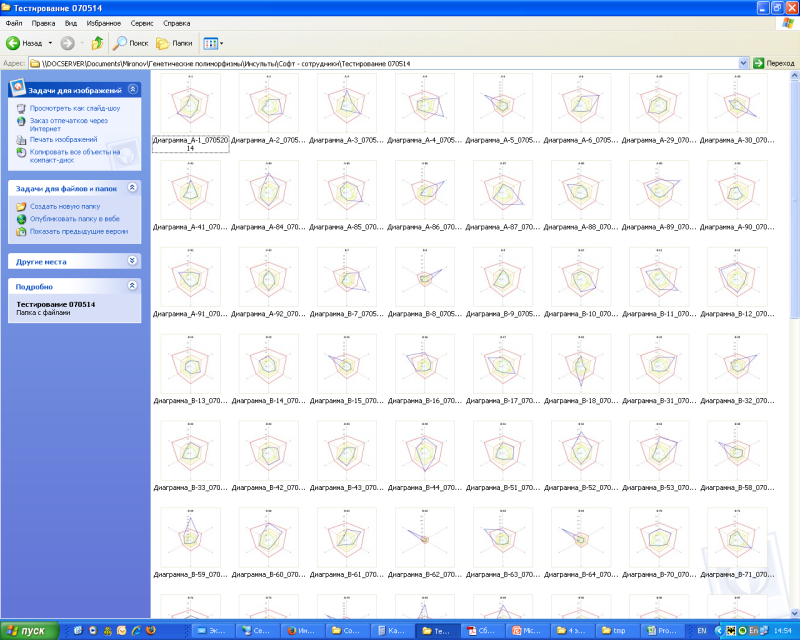 Тестирование 070514
Файл Правка Вид Избранное Сервис Справка
Назад Поиск Папки
Адрес: \\DOCSERVER\Documents\Mironov\Генетические полиморфизмы\Инсульты\Софт - сотрудники\Тестирование 070514 Переход
Задачи для изображений
Просмотреть как слайд-шоу
Заказ отпечатков через
Интернет
Печать изображений
Копировать все объекты на
компакт-диск
Задачи для файлов и папок
Создать новую папку
Опубликовать папку в вебе
Показать предыдущие версии
Другие места
Подробно
Тестирование 070514
Папка с файлами
Диаграмма_А-1_070520
14
Диаграмма_А-2_0705... Диаграмма_А-3_0705... Диаграмма_А-4_0705... Диаграмма_А-5_0705... Диаграмма_А-6_0705... Диаграмма_А-29_070... Диаграмма_А-30_070...
Диаграмма_А-41_070... Диаграмма_А-84_070... Диаграмма_А-85_070... Диаграмма_А-86_070... Диаграмма_А-87_070... Диаграмма_А-88_070... Диаграмма_А-89_070... Диаграмма_А-90_070...
Диаграмма_А-91_070... Диаграмма_А-92_070... Диаграмма_В-7_0705... Диаграмма_В-8_0705... Диаграмма_В-9_0705... Диаграмма_В-10_070... Диаграмма_В-11_070... Диаграмма_В-12_070...
Диаграмма_В-13_070... Диаграмма_В-14_070... Диаграмма_В-15_070... Диаграмма_В-16_070... Диаграмма_В-17_070... Диаграмма_В-18_070... Диаграмма_В-31_070... Диаграмма_В-32_070...
Диаграмма_В-33_070... Диаграмма_В-42_070... Диаграмма_В-43_070... Диаграмма_В-44_070... Диаграмма_В-51_070... Диаграмма_В-52_070... Диаграмма_В-53_070... Диаграмма_В-58_070...
Диаграмма_В-59_070... Диаграмма_В-60_070... Диаграмма_В-61_070... Диаграмма_В-62_070... Диаграмма_В-63_070... Диаграмма_В-64_070... Диаграмма_В-70_070... Диаграмма_В-71_070...
пуск Эк... Се... Ин... Со... Ка... Те... Сб... Mic... 4 э... tmp Pro... EN 14:54